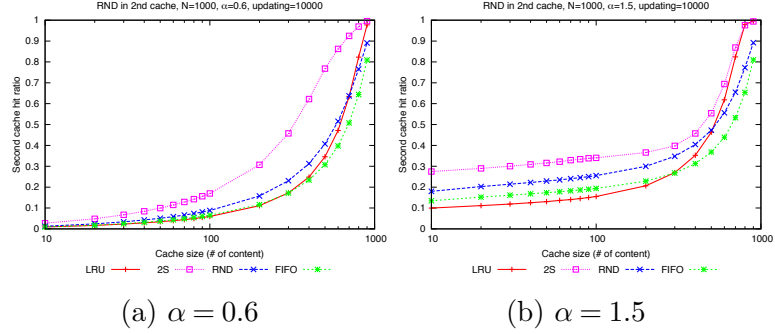 RND in 2nd cache, N=1000, α=0.6, updating=10000
Second cache hit ratio
1
0.9
0.8
0.7
0.6
0.5
0.4
0.3
0.2
0.1
0
10 100 1000
Cache size (# of content)
LRU 2S RND FIFO
(a) α = 0.6
RND in 2nd cache, N=1000, α=1.5, updating=10000
Second cache hit ratio
1
0.9
0.8
0.7
0.6
0.5
0.4
0.3
0.2
0.1
0
10 100 1000
Cache size (# of content)
LRU 2S RND FIFO
(b) α = 1.5